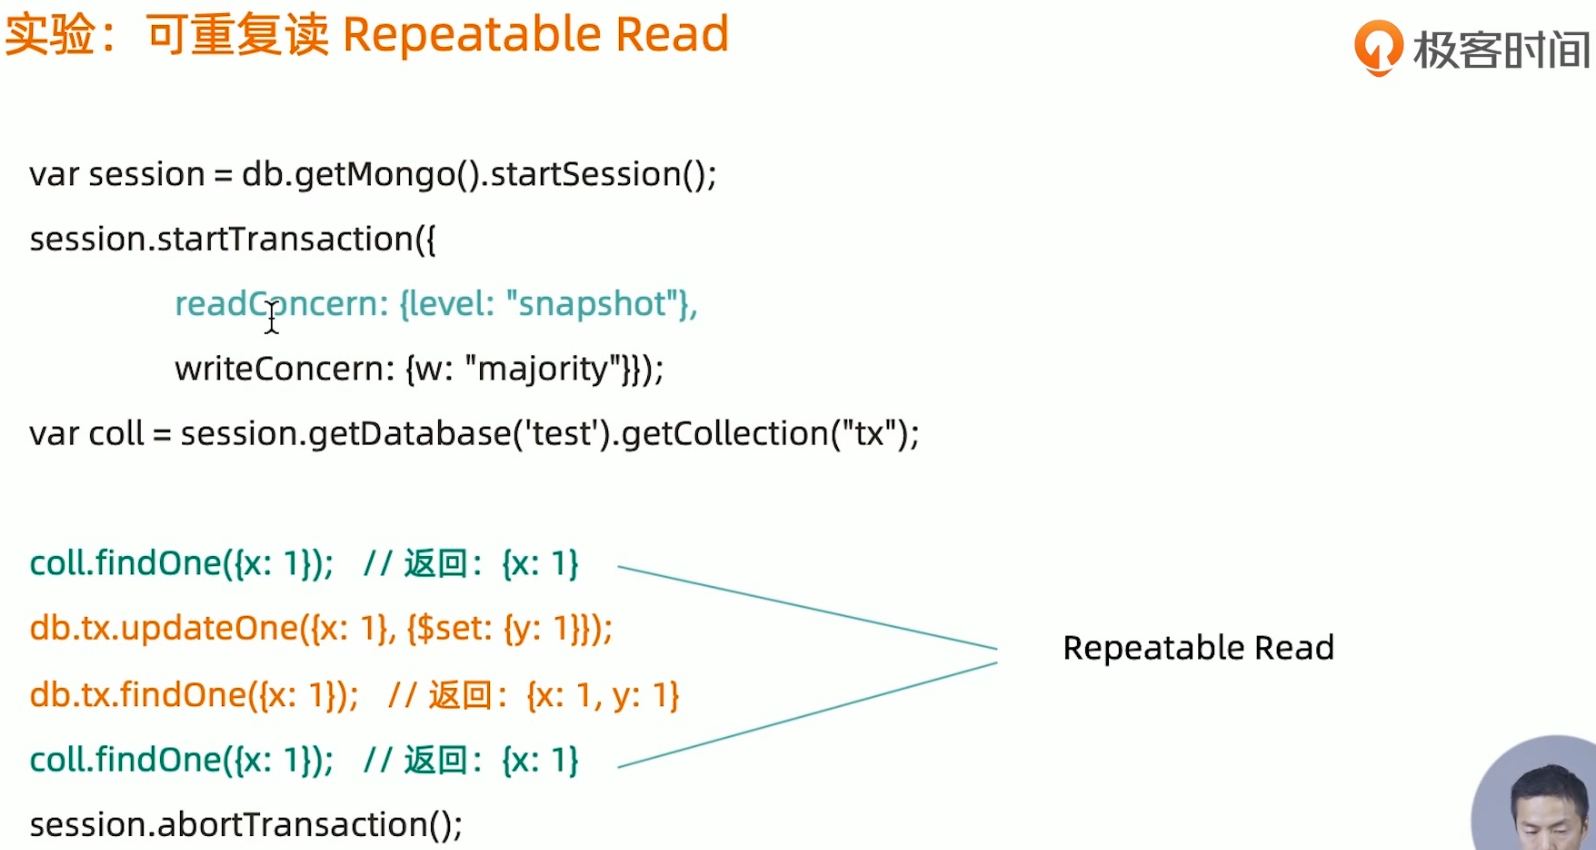 实验：可重复读 Repeatable Read
极客时间
var session = db.getMongo().startSession();
session.startTransaction({
readConcern: {level: "snapshot"},
writeConcern: {w: "majority"}});
var coll = session.getDatabase('test').getCollection("tx");
coll.findOne({x: 1}); // 返回：{x: 1}
db.tx.updateOne({x: 1}, {$set: {y: 1}});
db.tx.findOne({x: 1}); // 返回：{x: 1, y: 1}
coll.findOne({x: 1}); // 返回：{x: 1}
session.abortTransaction();
Repeatable Read